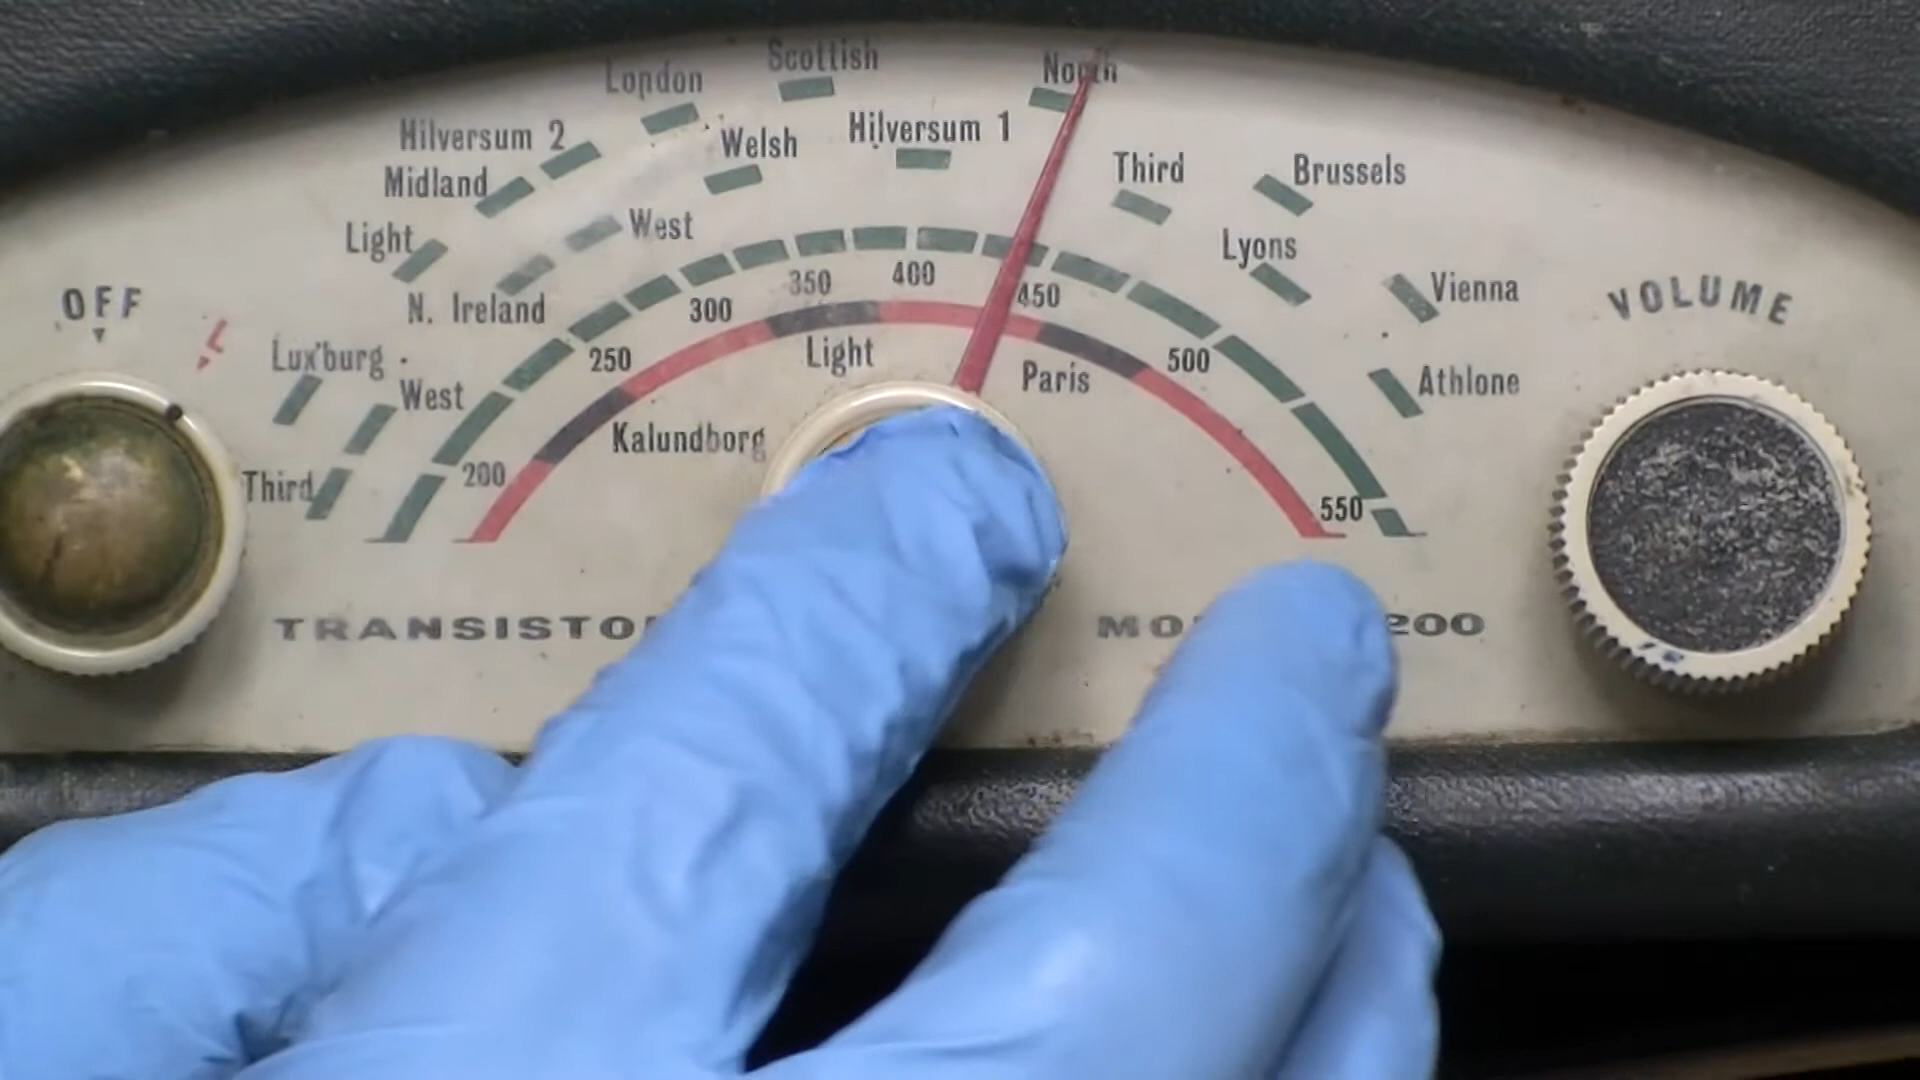 Scottish
London
North
Hilversum 2
Welsh
Hilversum 1
Midland
Third
Brussels
Light
West
Lyons
N. Ireland
350
400
450
Vienna
OFF
300
VOLUME
L
Lux'burg
250
Light
500
West
Paris
Athlone
Kalundborg
Third
200
550
TRANSISTO
MO
200